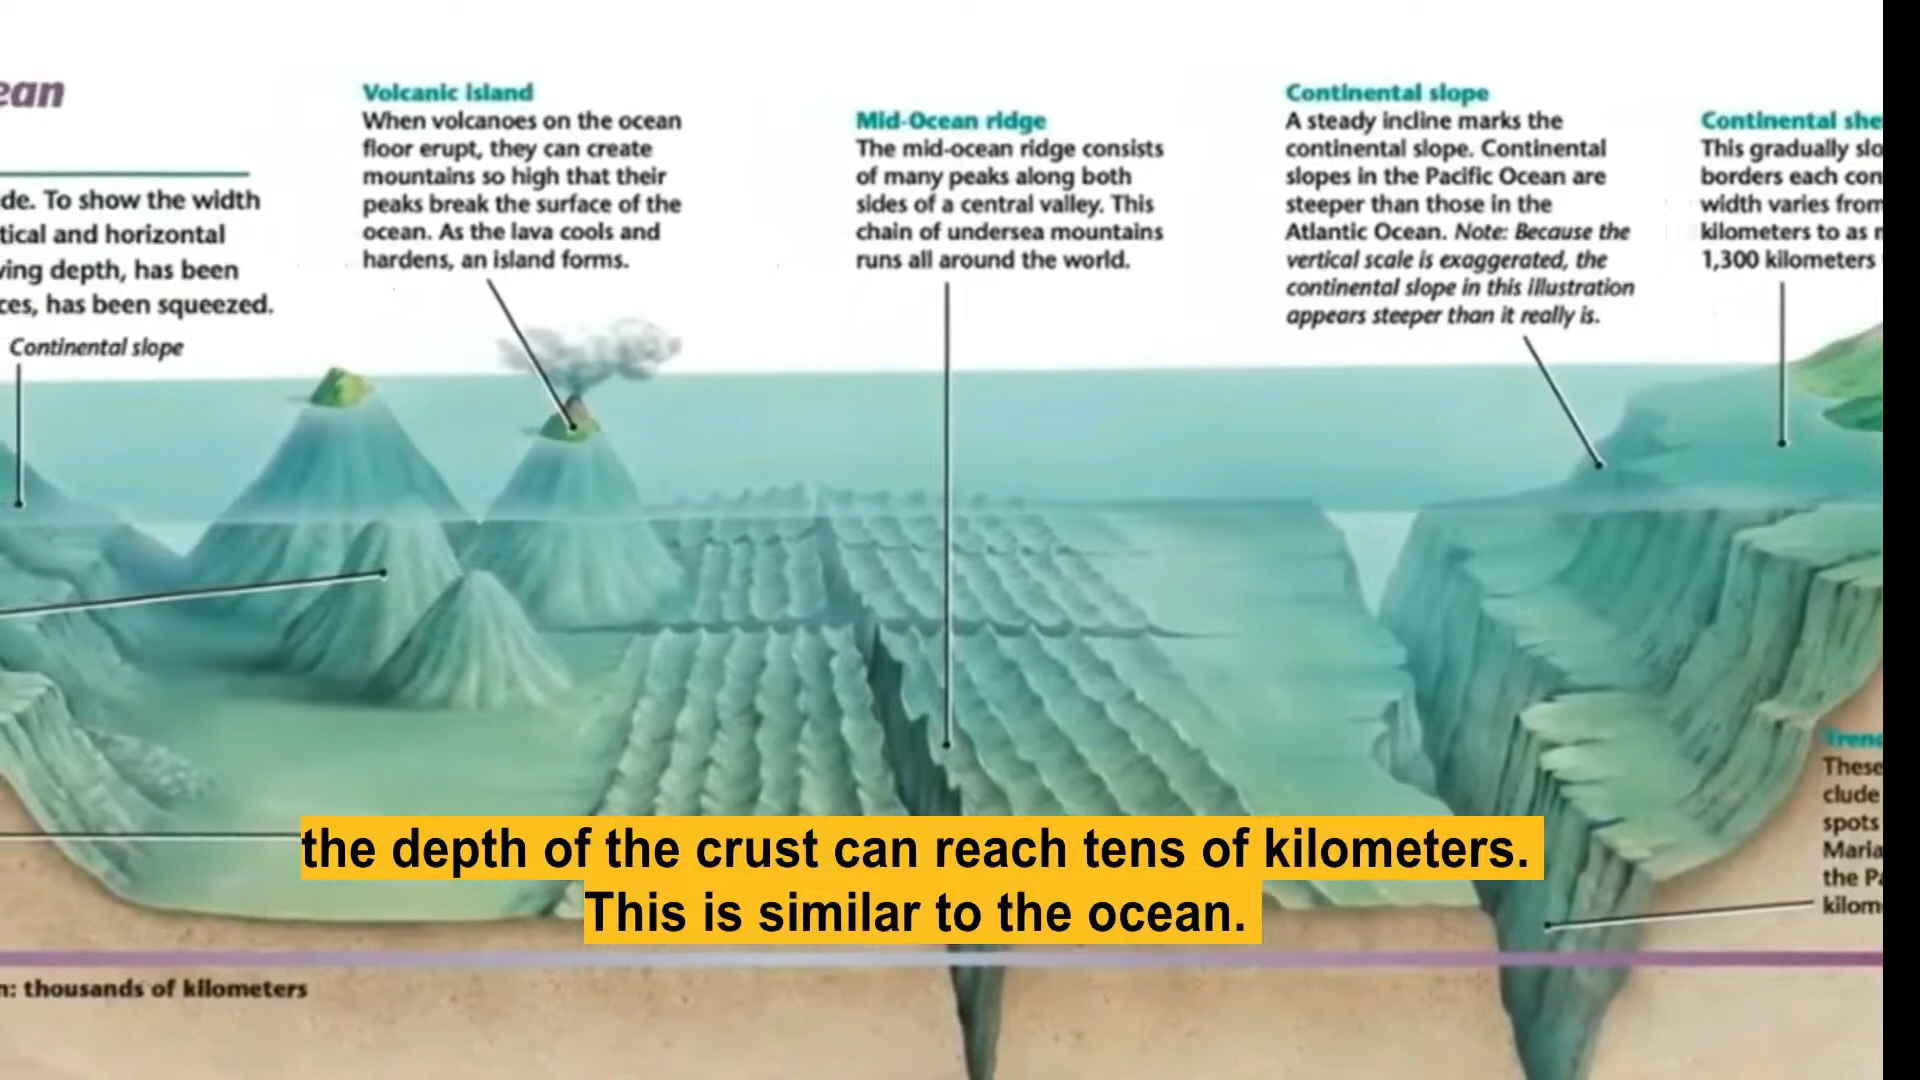 ean
de. To show the width
tical and horizontal
ving depth, has been
ces, has been squeezed.
Continental slope
Volcanic island
When volcanoes on the ocean
floor erupt, they can create
mountains so high that their
peaks break the surface of the
ocean. As the lava cools and
hardens, an island forms.
Mid-Ocean ridge
The mid-ocean ridge consists
of many peaks along both
sides of a central valley. This
chain of undersea mountains
runs all around the world.
Continental slope
A steady incline marks the
continental slope. Continental
slopes in the Pacific Ocean are
steeper than those in the
Atlantic Ocean. Note: Because the
vertical scale is exaggerated, the
continental slope in this illustration
appears steeper than it really is.
Continental she
This gradually slo
borders each con
width varies from
kilometers to as
1,300 kilometers
Tren
These
clude
spots
Maria
the Pa
kilom
the depth of the crust can reach tens of kilometers.
This is similar to the ocean.
n: thousands of kilometers